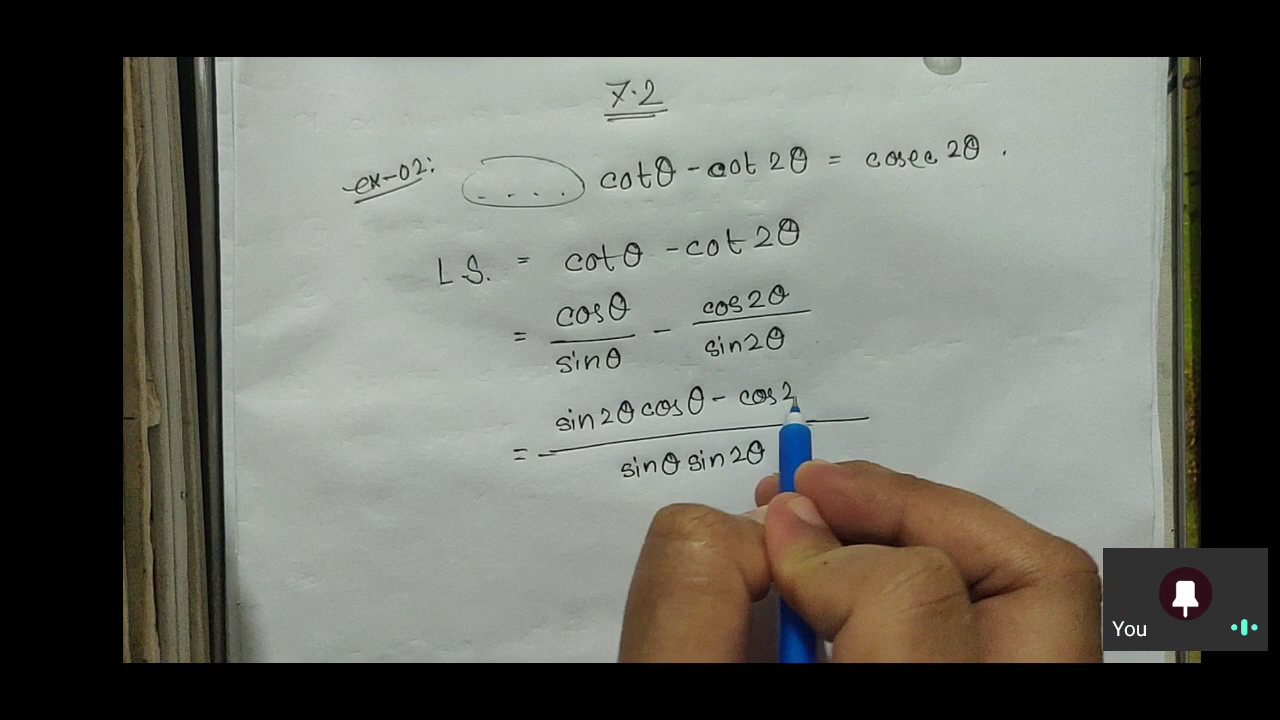 7.2
ex-02: .... cotθ - cot 2θ = cosec 2θ .
L.S. = cotθ - cot 2θ
= cosθ/sinθ - cos2θ/sin2θ
= sin2θ cosθ - cos2
sinθ sin2θ
You